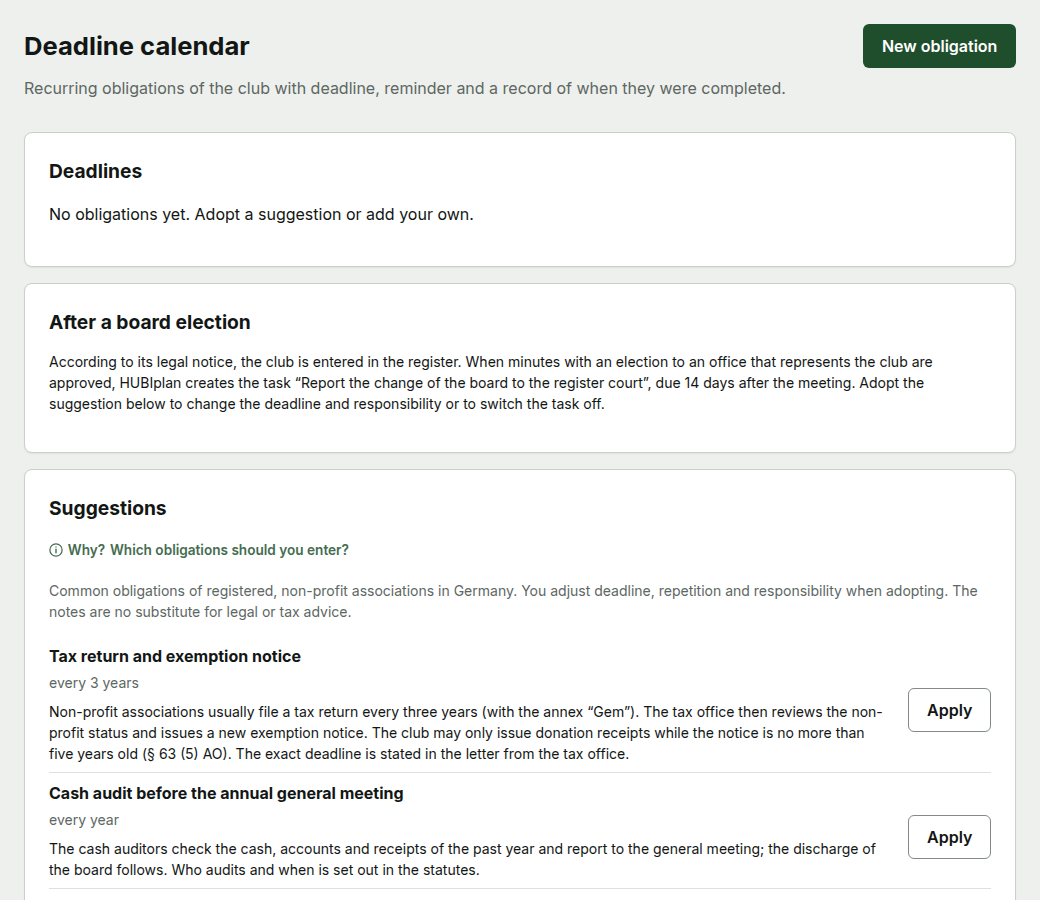 Deadline calendar
New obligation
Recurring obligations of the club with deadline, reminder and a record of when they were completed.
Deadlines
No obligations yet. Adopt a suggestion or add your own.
After a board election
According to its legal notice, the club is entered in the register. When minutes with an election to an office that represents the club are
approved, HUBIplan creates the task “Report the change of the board to the register court”, due 14 days after the meeting. Adopt the
suggestion below to change the deadline and responsibility or to switch the task off.
Suggestions
Why? Which obligations should you enter?
Common obligations of registered, non-profit associations in Germany. You adjust deadline, repetition and responsibility when adopting. The
notes are no substitute for legal or tax advice.
Tax return and exemption notice
every 3 years
Non-profit associations usually file a tax return every three years (with the annex “Gem”). The tax office then reviews the non-
profit status and issues a new exemption notice. The club may only issue donation receipts while the notice is no more than
five years old (§ 63 (5) AO). The exact deadline is stated in the letter from the tax office.
Apply
Cash audit before the annual general meeting
every year
The cash auditors check the cash, accounts and receipts of the past year and report to the general meeting; the discharge of
the board follows. Who audits and when is set out in the statutes.
Apply